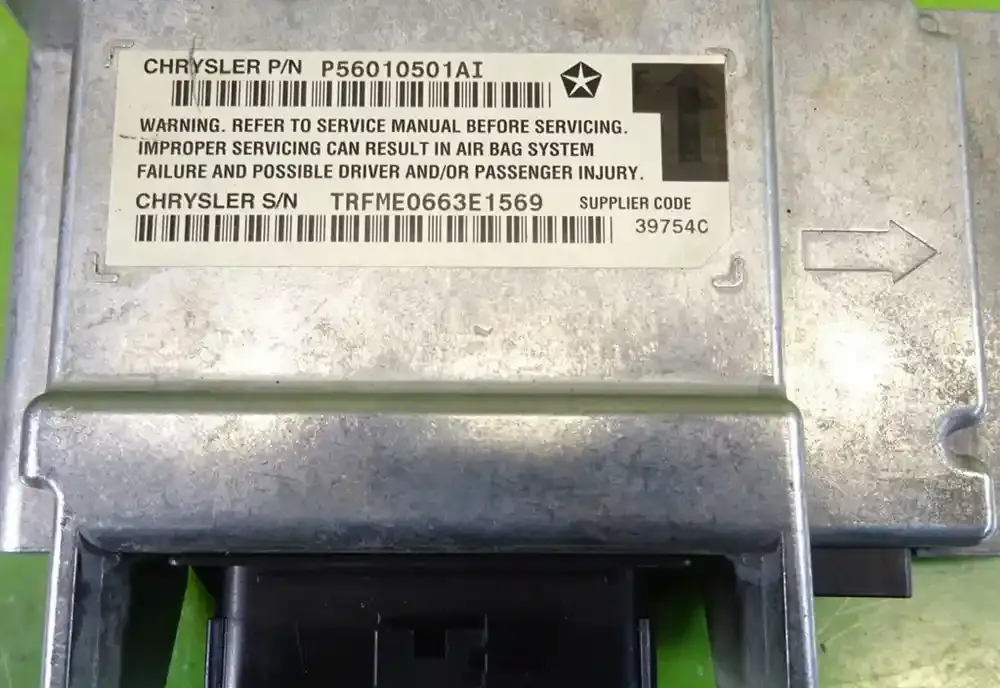 CHRYSLER P/N P56010501AI
WARNING. REFER TO SERVICE MANUAL BEFORE SERVICING.
IMPROPER SERVICING CAN RESULT IN AIR BAG SYSTEM
FAILURE AND POSSIBLE DRIVER AND/OR PASSENGER INJURY.
CHRYSLER S/N TRFME0663E1569 SUPPLIER CODE
39754C